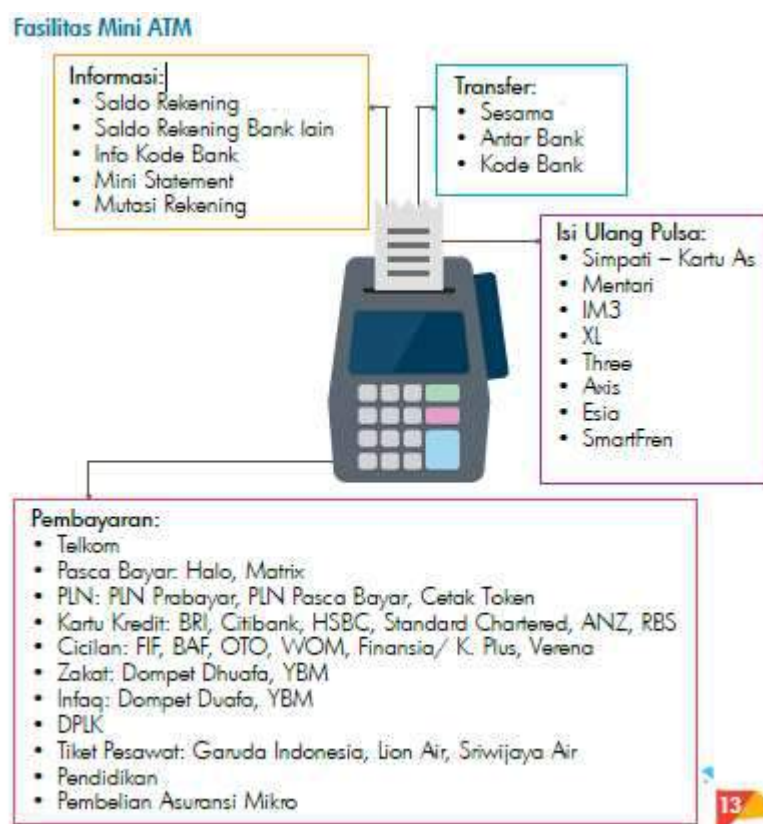 Fasilitas Mini ATM
Informasi:
• Saldo Rekening
• Saldo Rekening Bank lain
• Info Kode Bank
• Mini Statement
• Mutasi Rekening
Transfer:
• Sesama
• Antar Bank
• Kode Bank
Isi Ulang Pulsa:
• Simpati – Kartu As
• Mentari
• IM3
• XL
• Three
• Axis
• Esia
• SmartFren
Pembayaran:
• Telkom
• Pasca Bayar: Halo, Matrix
• PLN: PLN Prabayar, PLN Pasca Bayar, Cetak Token
• Kartu Kredit: BRI, Citibank, HSBC, Standard Chartered, ANZ, RBS
• Cicilan: FIF, BAF, OTO, WOM, Finansia/ K. Plus, Verena
• Zakat: Dompet Dhuafa, YBM
• Infaq: Dompet Duafa, YBM
• DPLK
• Tiket Pesawat: Garuda Indonesia, Lion Air, Sriwijaya Air
• Pendidikan
• Pembelian Asuransi Mikro
13